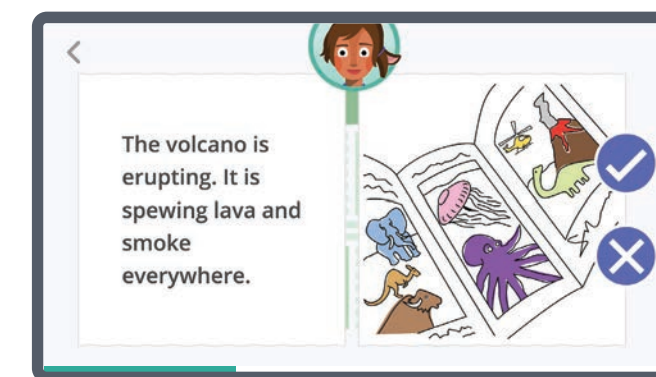 The volcano is
erupting. It is
spewing lava and
smoke
everywhere.